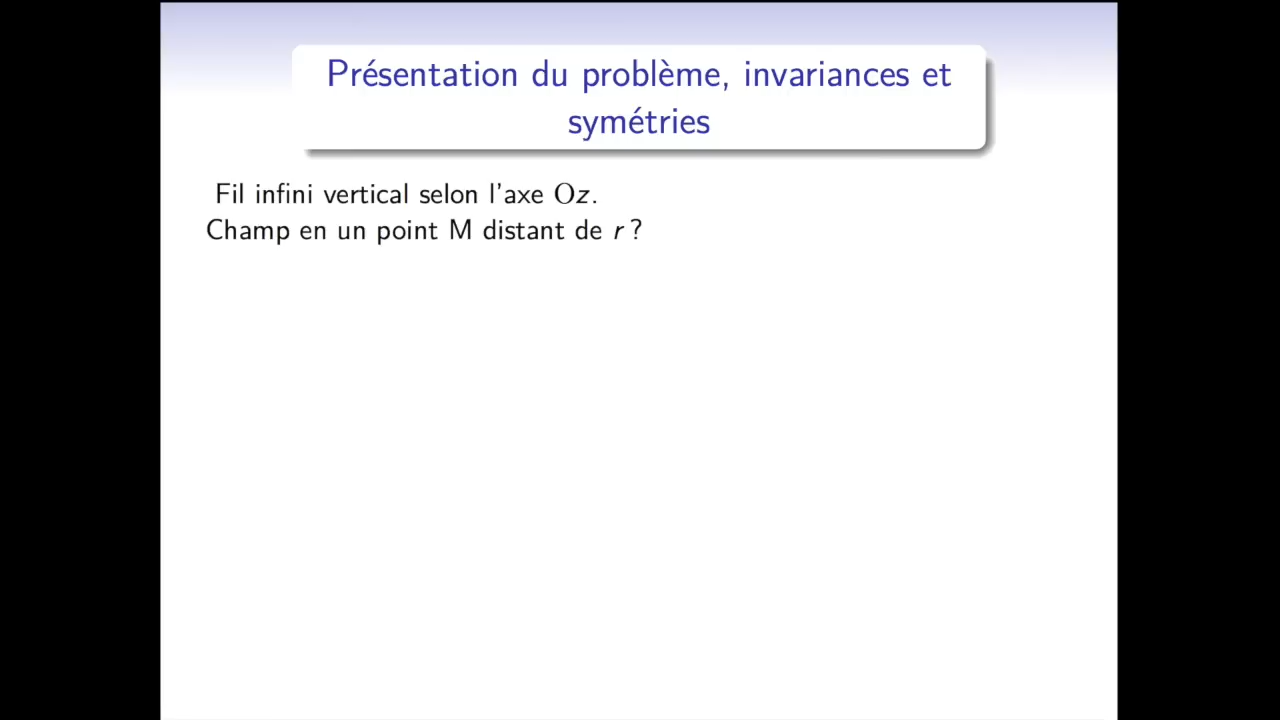 Présentation du problème, invariances et
symétries
Fil infini vertical selon l'axe Oz.
Champ en un point M distant de r ?